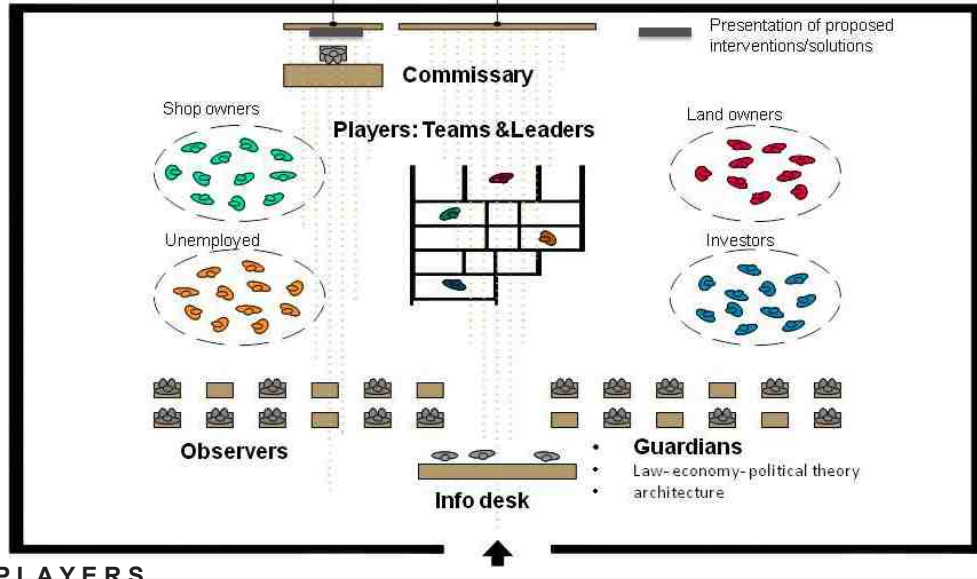 Presentation of proposed
interventions/solutions
Commissary
Shop owners
Players: Teams &Leaders
Land owners
Unemployed
Investors
Observers
• Guardians
• Law- economy- political theory
• architecture
Info desk
PLAYERS